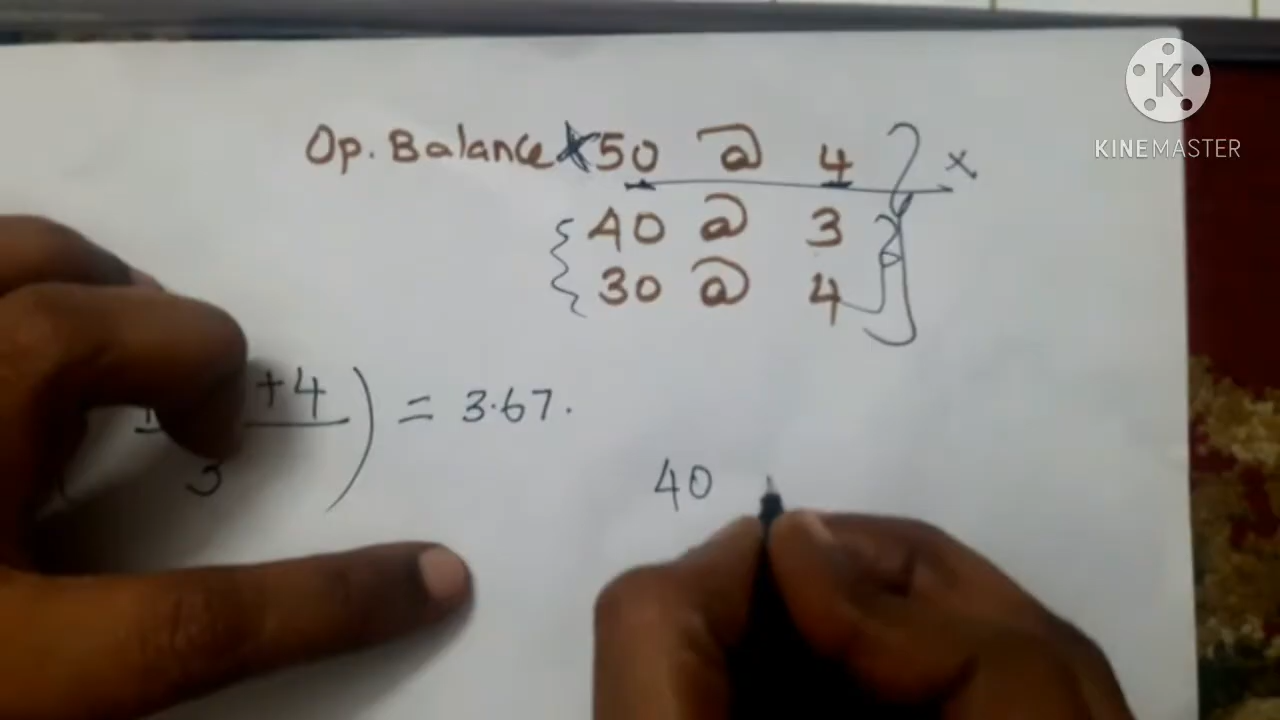 KINEMASTER
Op. Balance 50 @ 4 x
40 @ 3
30 @ 4
+4 ) = 3.67.
3
40